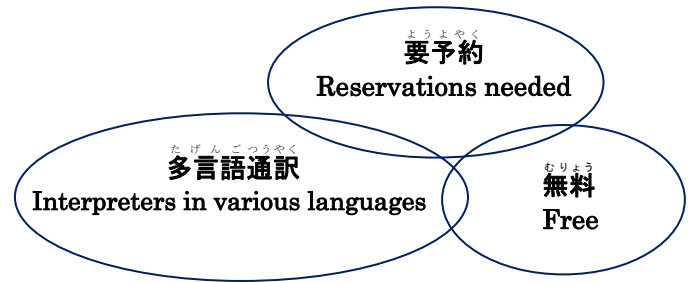 ようよやく
要予約
Reservations needed
たげんごつうやく
多言語通訳
Interpreters in various languages
むりょう
無料
Free